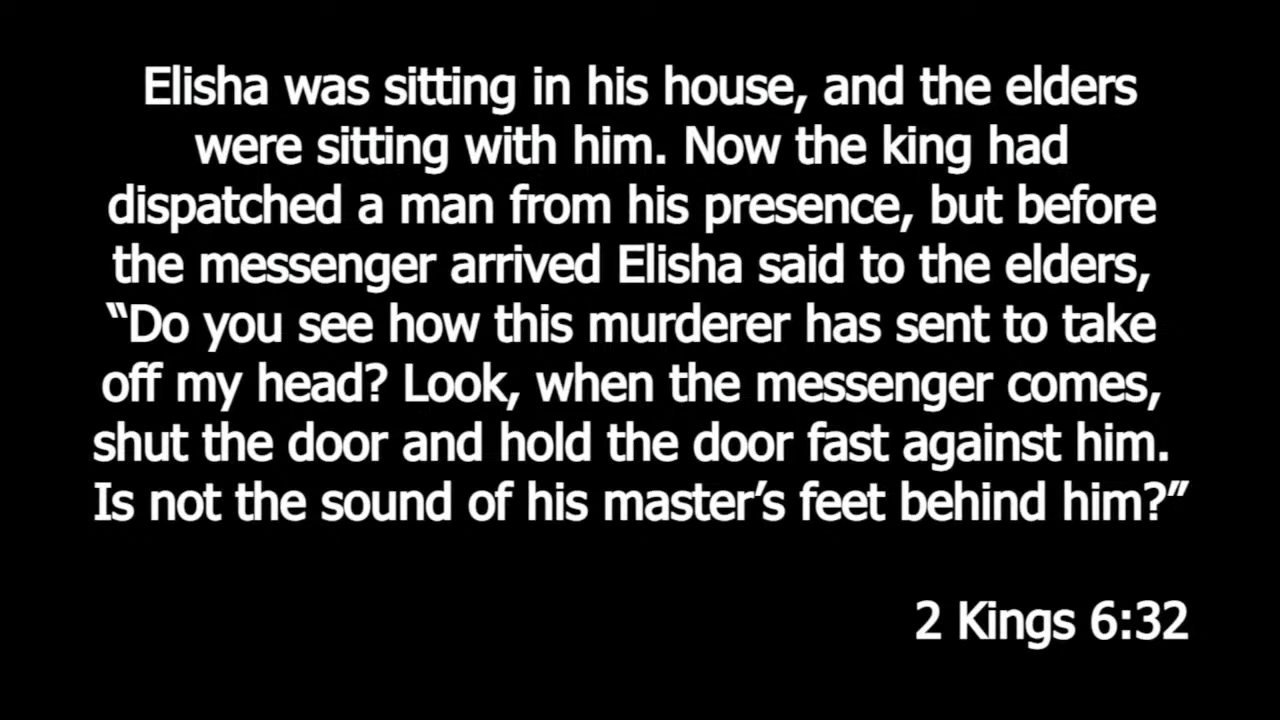 Elisha was sitting in his house, and the elders
were sitting with him. Now the king had
dispatched a man from his presence, but before
the messenger arrived Elisha said to the elders,
“Do you see how this murderer has sent to take
off my head? Look, when the messenger comes,
shut the door and hold the door fast against him.
Is not the sound of his master’s feet behind him?”
2 Kings 6:32